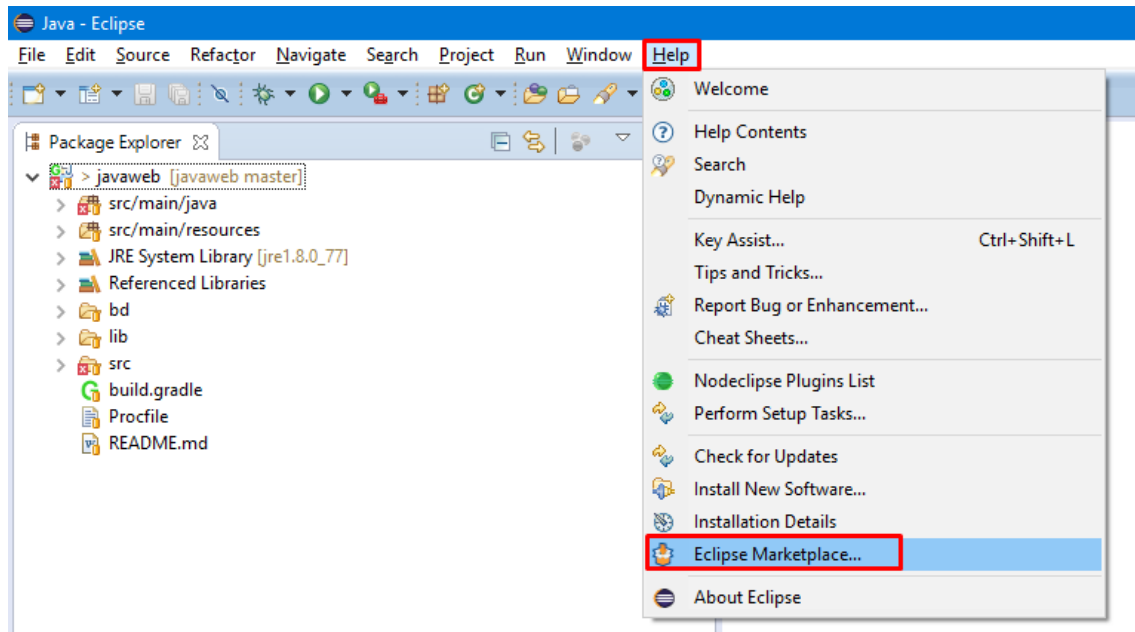 Java - Eclipse
File Edit Source Refactor Navigate Search Project Run Window Help
Package Explorer
> javaweb [javaweb master]
src/main/java
src/main/resources
JRE System Library [jre1.8.0_77]
Referenced Libraries
bd
lib
src
build.gradle
Procfile
README.md
Welcome
Help Contents
Search
Dynamic Help
Key Assist... Ctrl+Shift+L
Tips and Tricks...
Report Bug or Enhancement...
Cheat Sheets...
Nodeclipse Plugins List
Perform Setup Tasks...
Check for Updates
Install New Software...
Installation Details
Eclipse Marketplace...
About Eclipse